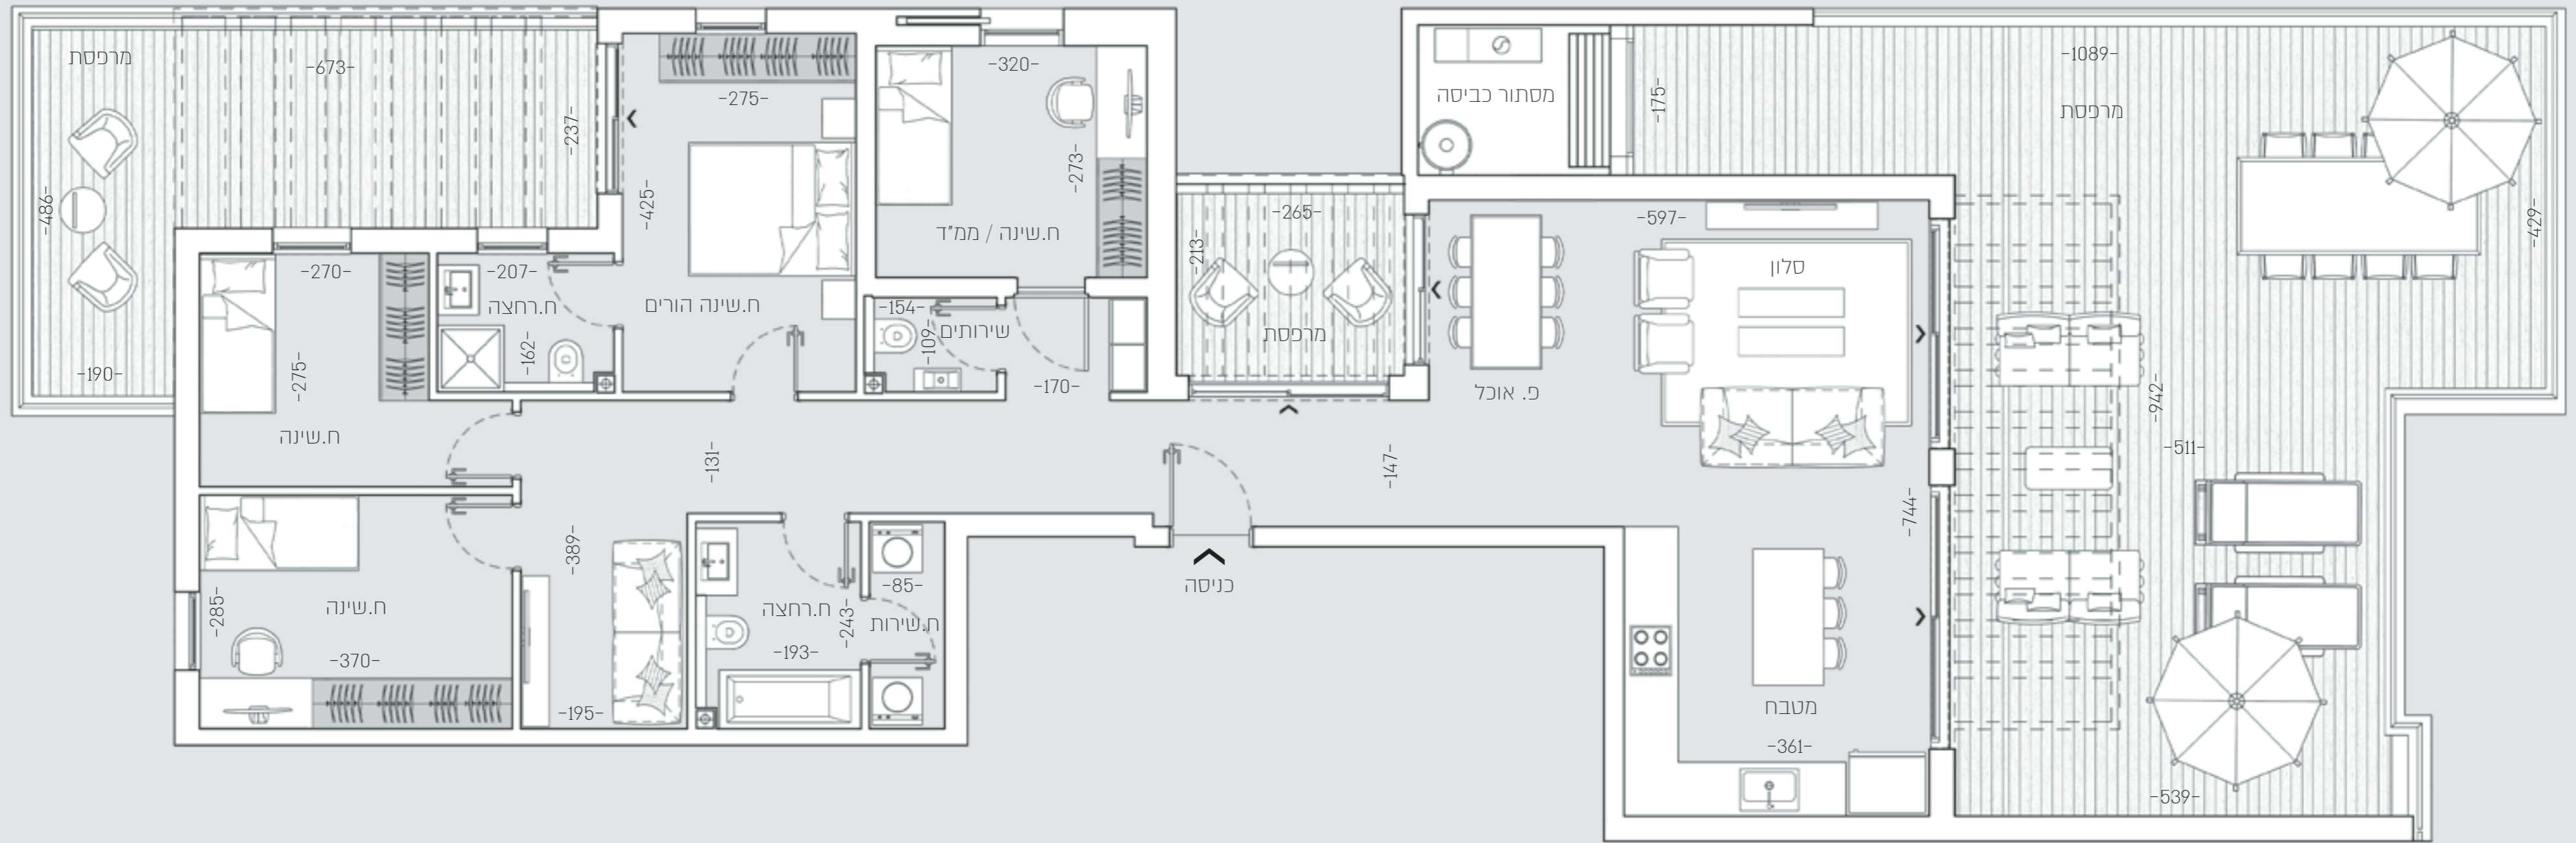 מרפסת
-673-
-237-
-486-
-190-
-275-
-425-
ח.שינה הורים
-320-
-273-
ח.שינה / ממ"ד
-270-
-275-
ח.שינה
-207-
ח.רחצה
-162-
-154-
שירותים
-109-
-170-
-265-
-213-
מרפסת
מסתור כביסה
-175-
-1089-
מרפסת
-429-
-597-
סלון
פ. אוכל
-942-
-511-
-131-
-147-
-744-
-389-
-285-
ח.שינה
-370-
-195-
ח.רחצה
-243-
-193-
-85-
ח.שירות
כניסה
מטבח
-361-
-539-